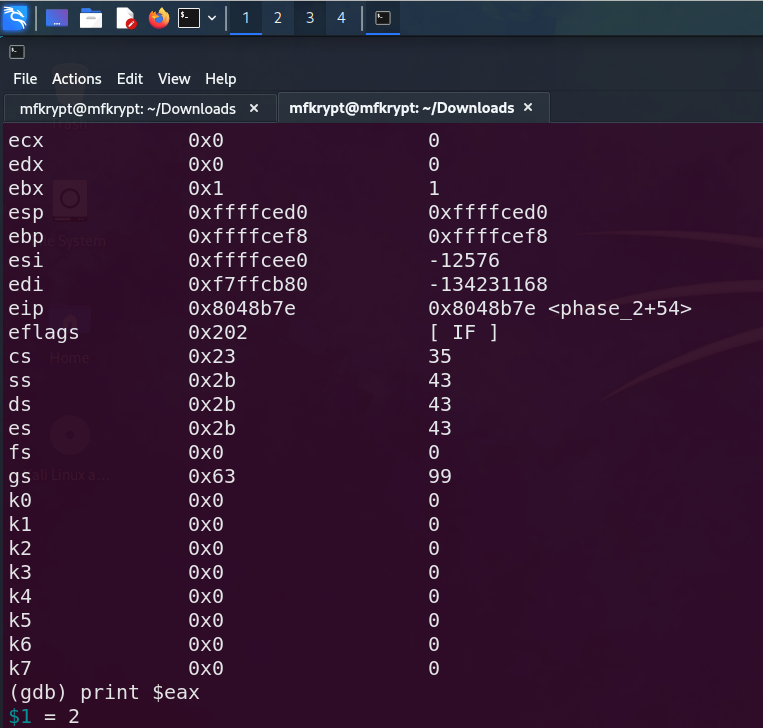 1 2 3 4
File Actions Edit View Help
mfkrypt@mfkrypt: ~/Downloads × mfkrypt@mfkrypt: ~/Downloads ×
ecx 0x0 0
edx 0x0 0
ebx 0x1 1
esp 0xffffced0 0xffffced0
ebp 0xffffcef8 0xffffcef8
esi 0xffffcee0 -12576
edi 0xf7ffcb80 -134231168
eip 0x8048b7e 0x8048b7e <phase_2+54>
eflags 0x202 [ IF ]
cs 0x23 35
ss 0x2b 43
ds 0x2b 43
es 0x2b 43
fs 0x0 0
gs 0x63 99
k0 0x0 0
k1 0x0 0
k2 0x0 0
k3 0x0 0
k4 0x0 0
k5 0x0 0
k6 0x0 0
k7 0x0 0
(gdb) print $eax
$1 = 2
System
Home
Linux a...